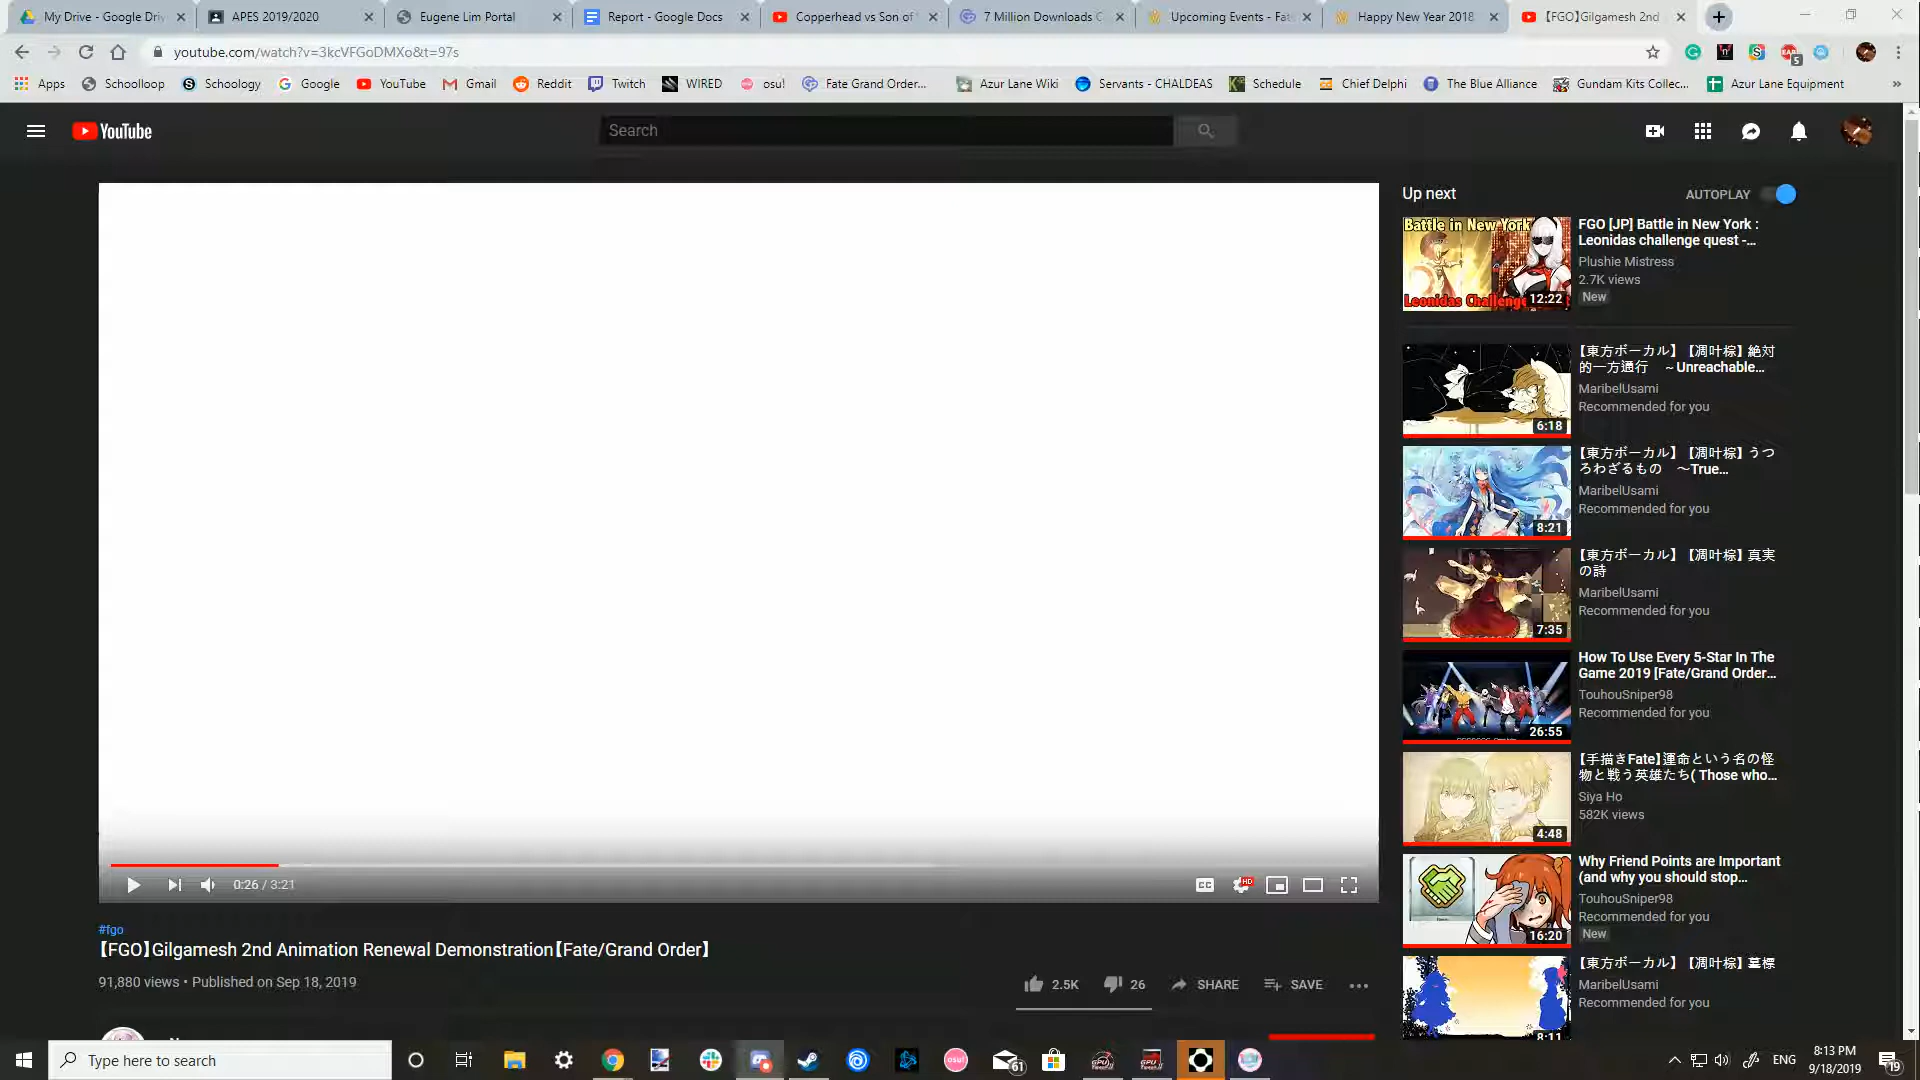 My Drive - Google Dri
APES 2019/2020
Eugene Lim Portal
Report - Google Docs
Copperhead vs Son of
7 Million Downloads C
Upcoming Events - Fat
Happy New Year 2018
【FGO】Gilgamesh 2nd
youtube.com/watch?v=3kcVFGoDMXo&t=97s
5
Apps
Schoolloop
Schoology
Google
YouTube
Gmail
Reddit
Twitch
WIRED
osu!
Fate Grand Order...
Azur Lane Wiki
Servants - CHALDEAS
Schedule
Chief Delphi
The Blue Alliance
Gundam Kits Collec...
Azur Lane Equipment
»
YouTube
Search
Up next
AUTOPLAY
Battle in New York
Leonidas Challenge
12:22
FGO [JP] Battle in New York :
Leonidas challenge quest -...
Plushie Mistress
2.7K views
New
6:18
【東方ボーカル】【凋叶棕】 絶対
的一方通行 ~ Unreachable...
MaribelUsami
Recommended for you
8:21
【東方ボーカル】【凋叶棕】 うつ
ろわざるもの ～True...
MaribelUsami
Recommended for you
7:35
【東方ボーカル】【凋叶棕】 真実
の詩
MaribelUsami
Recommended for you
26:55
How To Use Every 5-Star In The
Game 2019 [Fate/Grand Order...
TouhouSniper98
Recommended for you
4:48
【手描きFate】運命という名の怪
物と戦う英雄たち( Those who...
Siya Ho
582K views
16:20
Why Friend Points are Important
(and why you should stop...
TouhouSniper98
Recommended for you
New
8:11
【東方ボーカル】【凋叶棕】 墓標
MaribelUsami
Recommended for you
0:26 / 3:21
CC
HD
#fgo
【FGO】Gilgamesh 2nd Animation Renewal Demonstration【Fate/Grand Order】
91,880 views • Published on Sep 18, 2019
2.5K
26
SHARE
SAVE
Type here to search
osu!
61
ENG
8:13 PM
9/18/2019
19